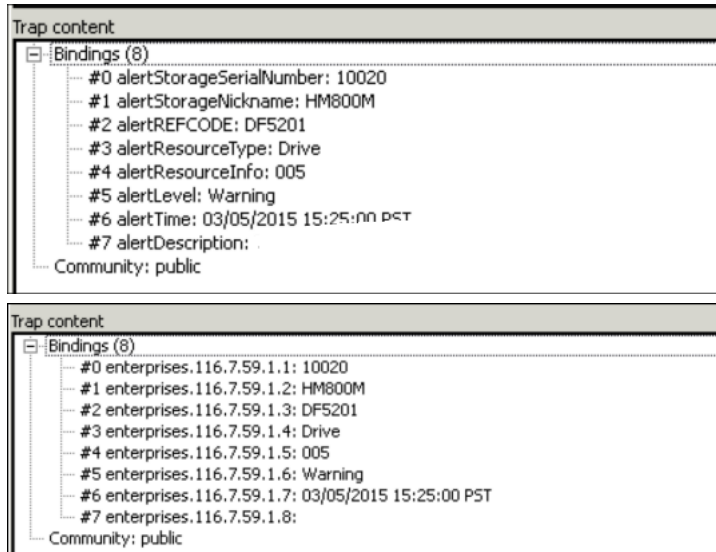 Trap content
Bindings (8)
#0 alertStorageSerialNumber: 10020
#1 alertStorageNickname: HM800M
#2 alertREFCODE: DF5201
#3 alertResourceType: Drive
#4 alertResourceInfo: 005
#5 alertLevel: Warning
#6 alertTime: 03/05/2015 15:25:00 PST
#7 alertDescription:
Community: public
Trap content
Bindings (8)
#0 enterprises.116.7.59.1.1: 10020
#1 enterprises.116.7.59.1.2: HM800M
#2 enterprises.116.7.59.1.3: DF5201
#3 enterprises.116.7.59.1.4: Drive
#4 enterprises.116.7.59.1.5: 005
#5 enterprises.116.7.59.1.6: Warning
#6 enterprises.116.7.59.1.7: 03/05/2015 15:25:00 PST
#7 enterprises.116.7.59.1.8:
Community: public